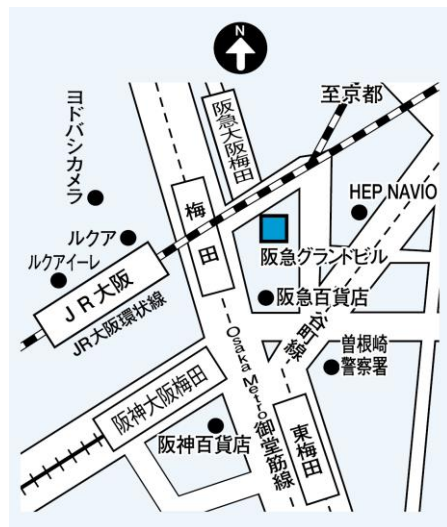 N
ヨドバシカメラ
阪急大阪梅田
至京都
梅田
HEP NAVIO
ルクア
ルクアイーレ
阪急グランドビル
JR大阪
JR大阪環状線
阪急百貨店
谷町線
曽根崎
警察署
Osaka Metro御堂筋線
阪神大阪梅田
阪神百貨店
東梅田